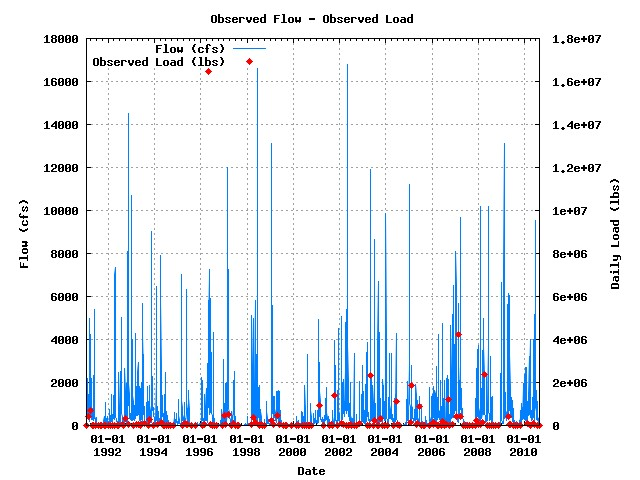 Observed Flow - Observed Load
18000 1.8e+07
Flow (cfs)
Observed Load (lbs)
16000 1.6e+07
14000 1.4e+07
12000 1.2e+07
10000 1e+07
8000 8e+06
6000 6e+06
4000 4e+06
2000 2e+06
0 0
Flow (cfs)
Daily Load (lbs)
01-01 01-01 01-01 01-01 01-01 01-01 01-01 01-01 01-01 01-01
1992 1994 1996 1998 2000 2002 2004 2006 2008 2010
Date